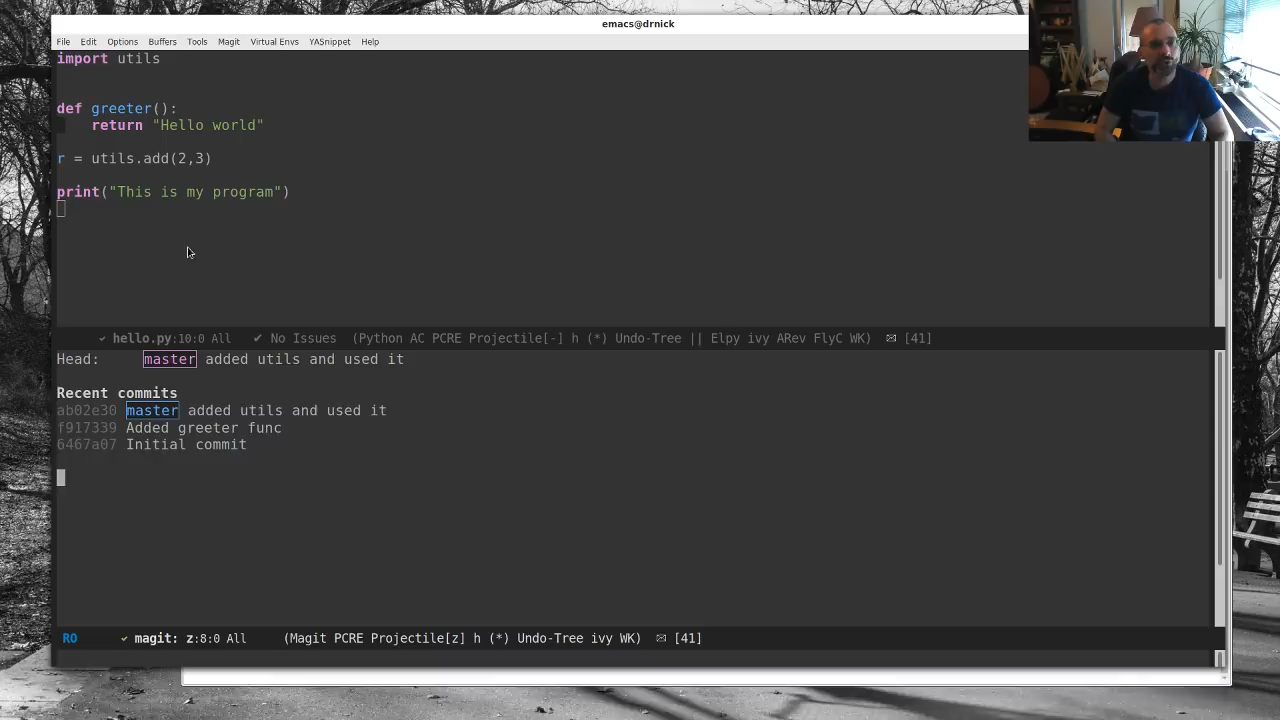 emacs@drnick
File Edit Options Buffers Tools Magit Virtual Envs YASnippet Help
import utils
def greeter():
    return "Hello world"
r = utils.add(2,3)
print("This is my program")
✔ hello.py:10:0 All ✔ No Issues (Python AC PCRE Projectile[-] h (*) Undo-Tree || Elpy ivy ARev FlyC WK) ✉ [41]
Head: master added utils and used it
Recent commits
ab02e30 master added utils and used it
f917339 Added greeter func
6467a07 Initial commit
RO ✔ magit: z:8:0 All (Magit PCRE Projectile[z] h (*) Undo-Tree ivy WK) ✉ [41]